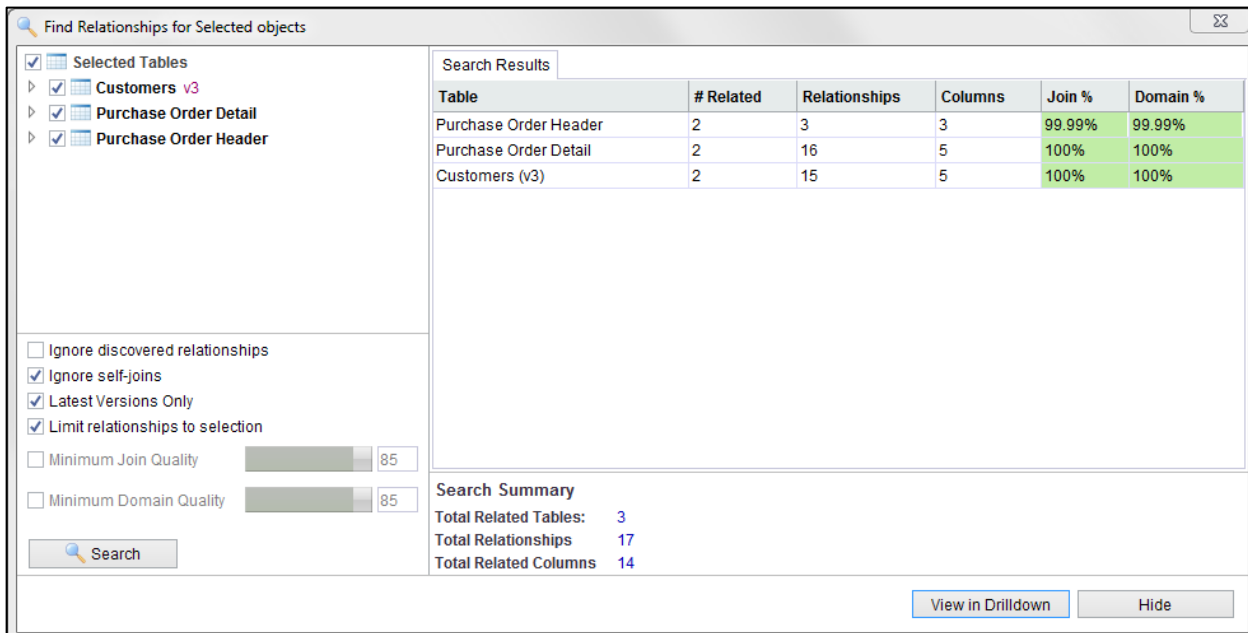 Find Relationships for Selected objects
Selected Tables
Customers v3
Purchase Order Detail
Purchase Order Header
Ignore discovered relationships
Ignore self-joins
Latest Versions Only
Limit relationships to selection
Minimum Join Quality 85
Minimum Domain Quality 85
Search
Search Results
Table # Related Relationships Columns Join % Domain %
Purchase Order Header 2 3 3 99.99% 99.99%
Purchase Order Detail 2 16 5 100% 100%
Customers (v3) 2 15 5 100% 100%
Search Summary
Total Related Tables: 3
Total Relationships 17
Total Related Columns 14
View in Drilldown Hide